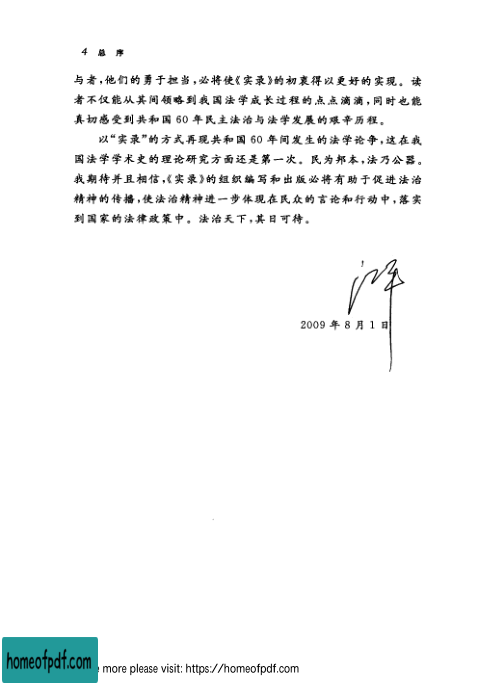 4 总 序
与者,他们的勇于担当,必将使《实录》的初衷得以更好的实现。读
者不仅能从其间领略到我国法学成长过程的点点滴滴,同时也能
真切感受到共和国 60 年民主法治与法学发展的艰辛历程。
以“实录”的方式再现共和国 60 年间发生的法学论争,这在我
国法学学术史的理论研究方面还是第一次。民为邦本,法乃公器。
我期待并且相信,《实录》的组织编写和出版必将有助于促进法治
精神的传播,使法治精神进一步体现在民众的言论和行动中,落实
到国家的法律政策中。法治天下,其日可待。
2009 年 8 月 1 日
homeofpdf.com
more please visit: https://homeofpdf.com